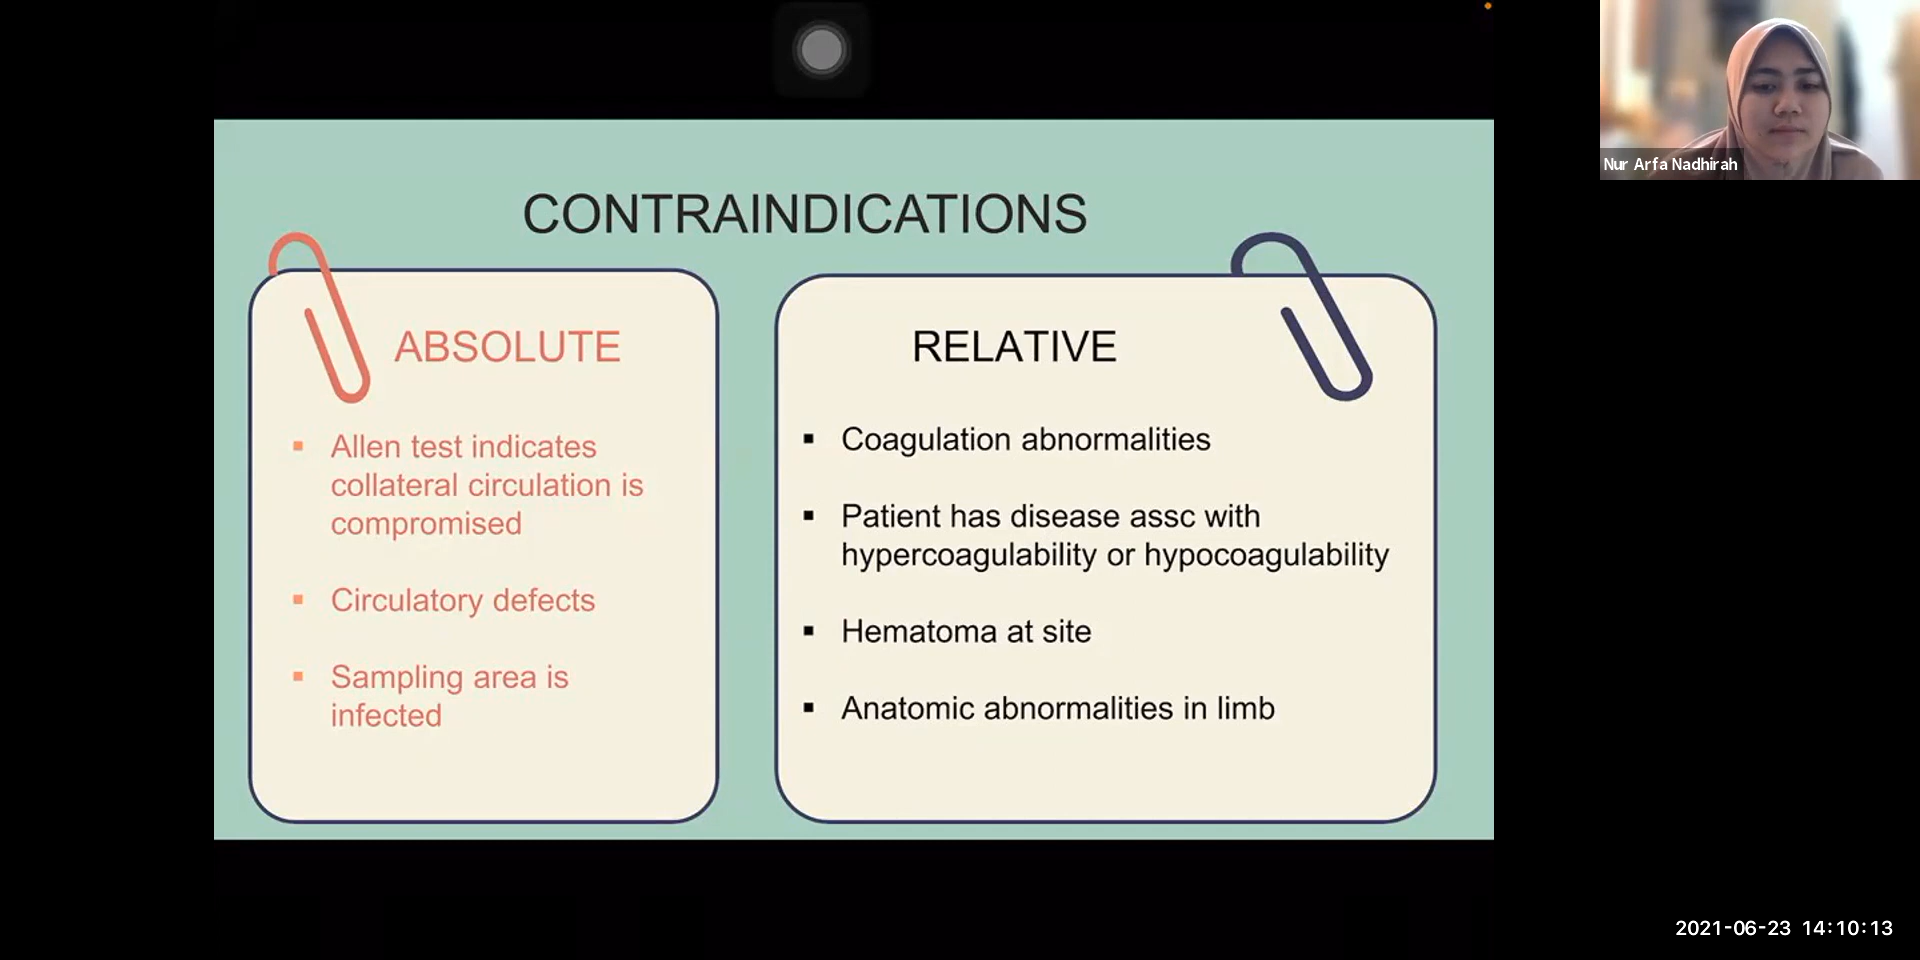 CONTRAINDICATIONS
ABSOLUTE
▪ Allen test indicates
collateral circulation is
compromised
▪ Circulatory defects
▪ Sampling area is
infected
RELATIVE
▪ Coagulation abnormalities
▪ Patient has disease assc with
hypercoagulability or hypocoagulability
▪ Hematoma at site
▪ Anatomic abnormalities in limb
Nur Arfa Nadhirah
2021-06-23 14:10:13